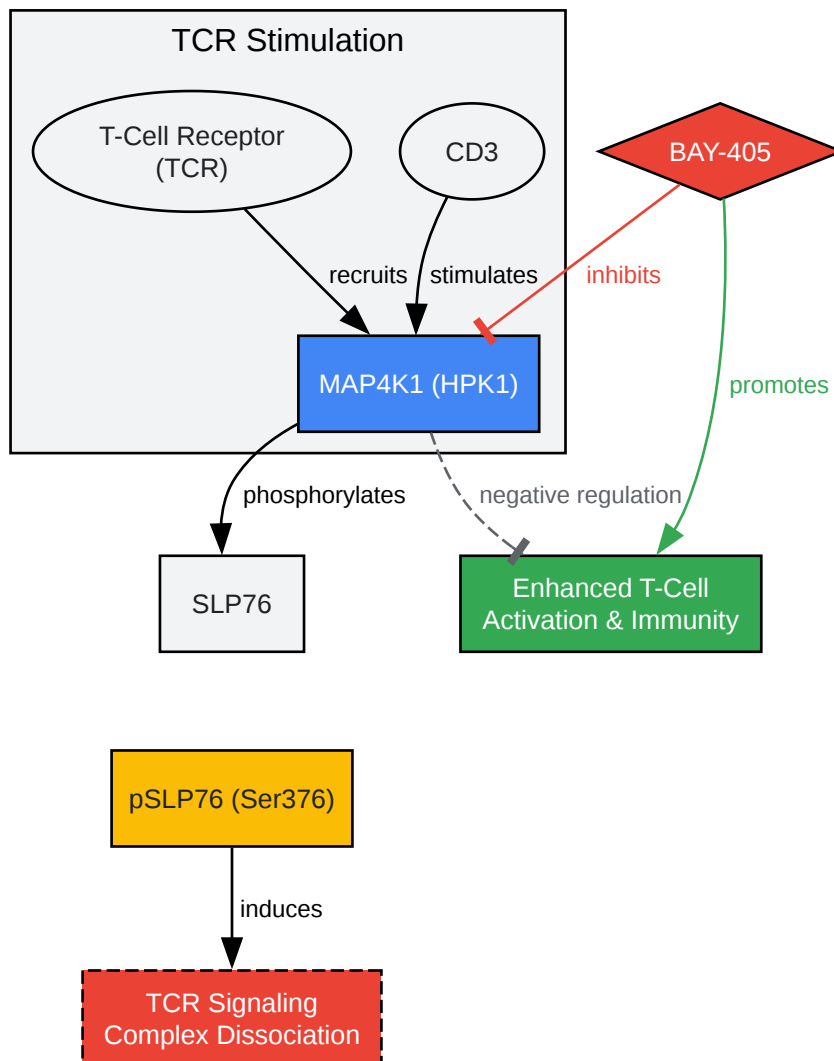 TCR Stimulation
T-Cell Receptor
(TCR)
CD3
BAY-405
recruits
stimulates
inhibits
MAP4K1 (HPK1)
promotes
phosphorylates
negative regulation
SLP76
Enhanced T-Cell
Activation & Immunity
pSLP76 (Ser376)
induces
TCR Signaling
Complex Dissociation